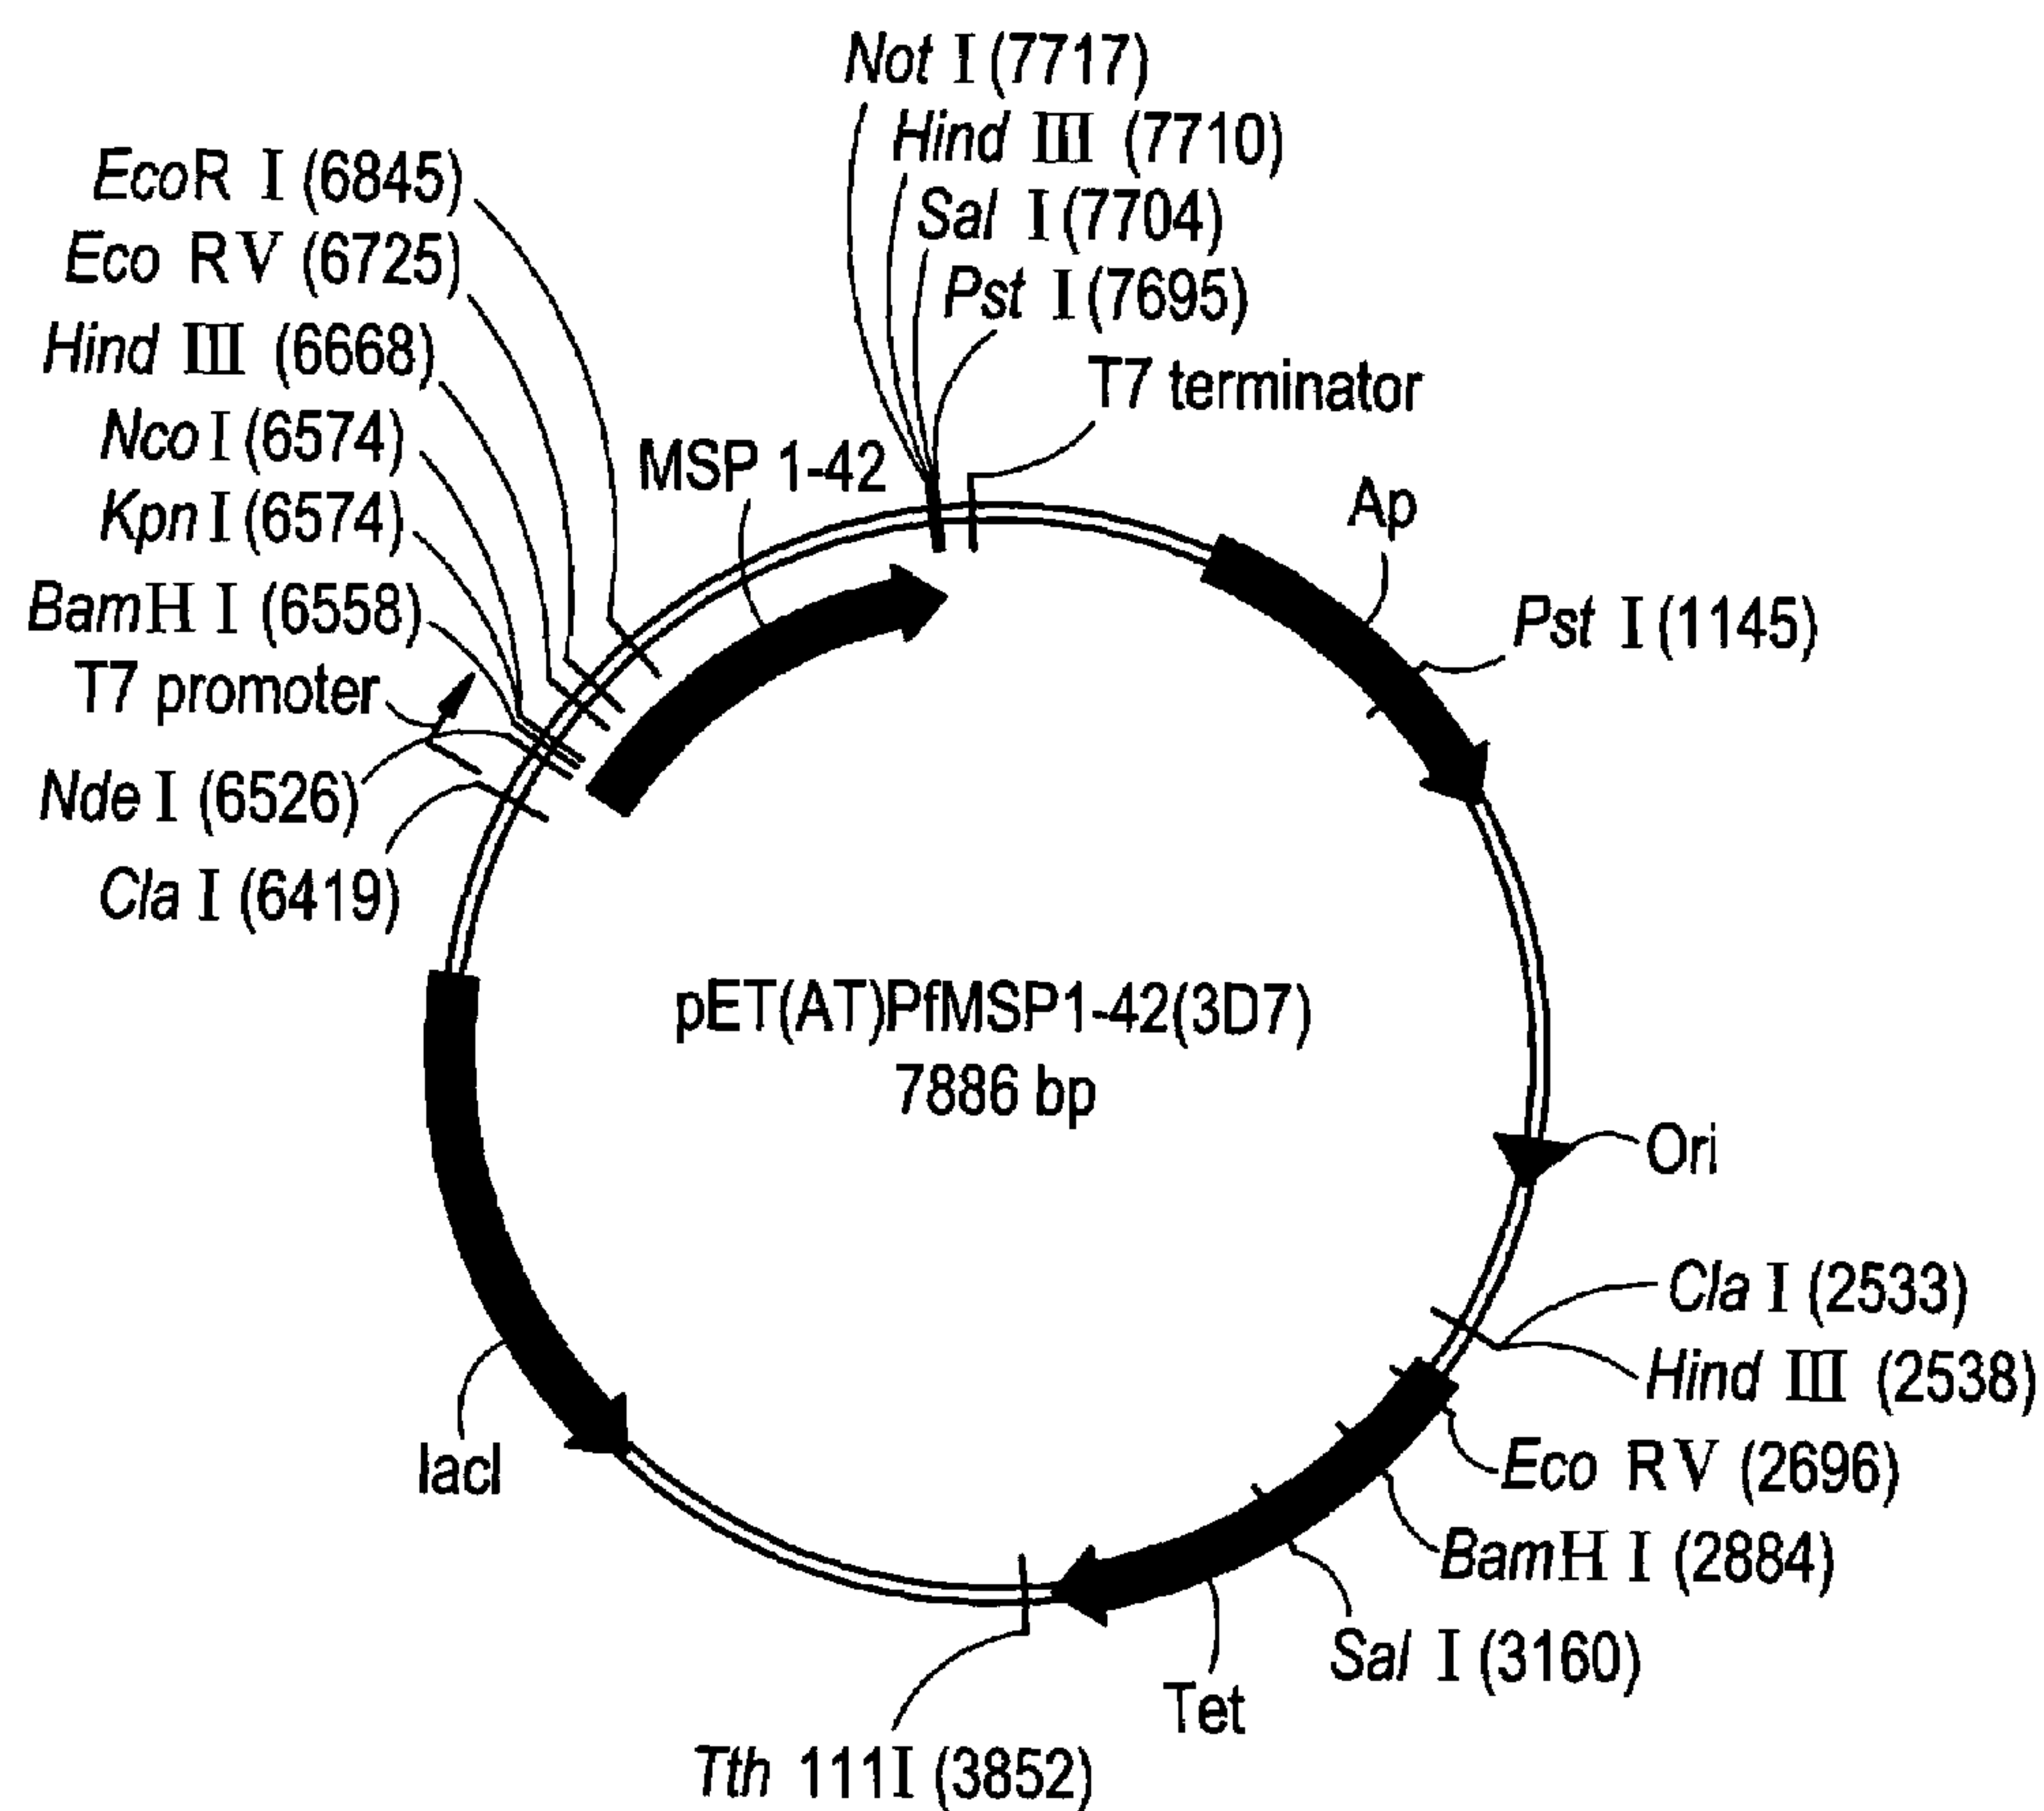 Not I (7717)
Hind III (7710)
Sal I (7704)
Pst I (7695)
T7 terminator
EcoR I (6845)
Eco RV (6725)
Hind III (6668)
Nco I (6574)
Kpn I (6574)
BamH I (6558)
T7 promoter
Nde I (6526)
Cla I (6419)
MSP 1-42
Ap
Pst I (1145)
pET(AT)PfMSP1-42(3D7)
7886 bp
Ori
Cla I (2533)
Hind III (2538)
Eco RV (2696)
BamH I (2884)
Sal I (3160)
Tet
Tth 111I (3852)
lacI